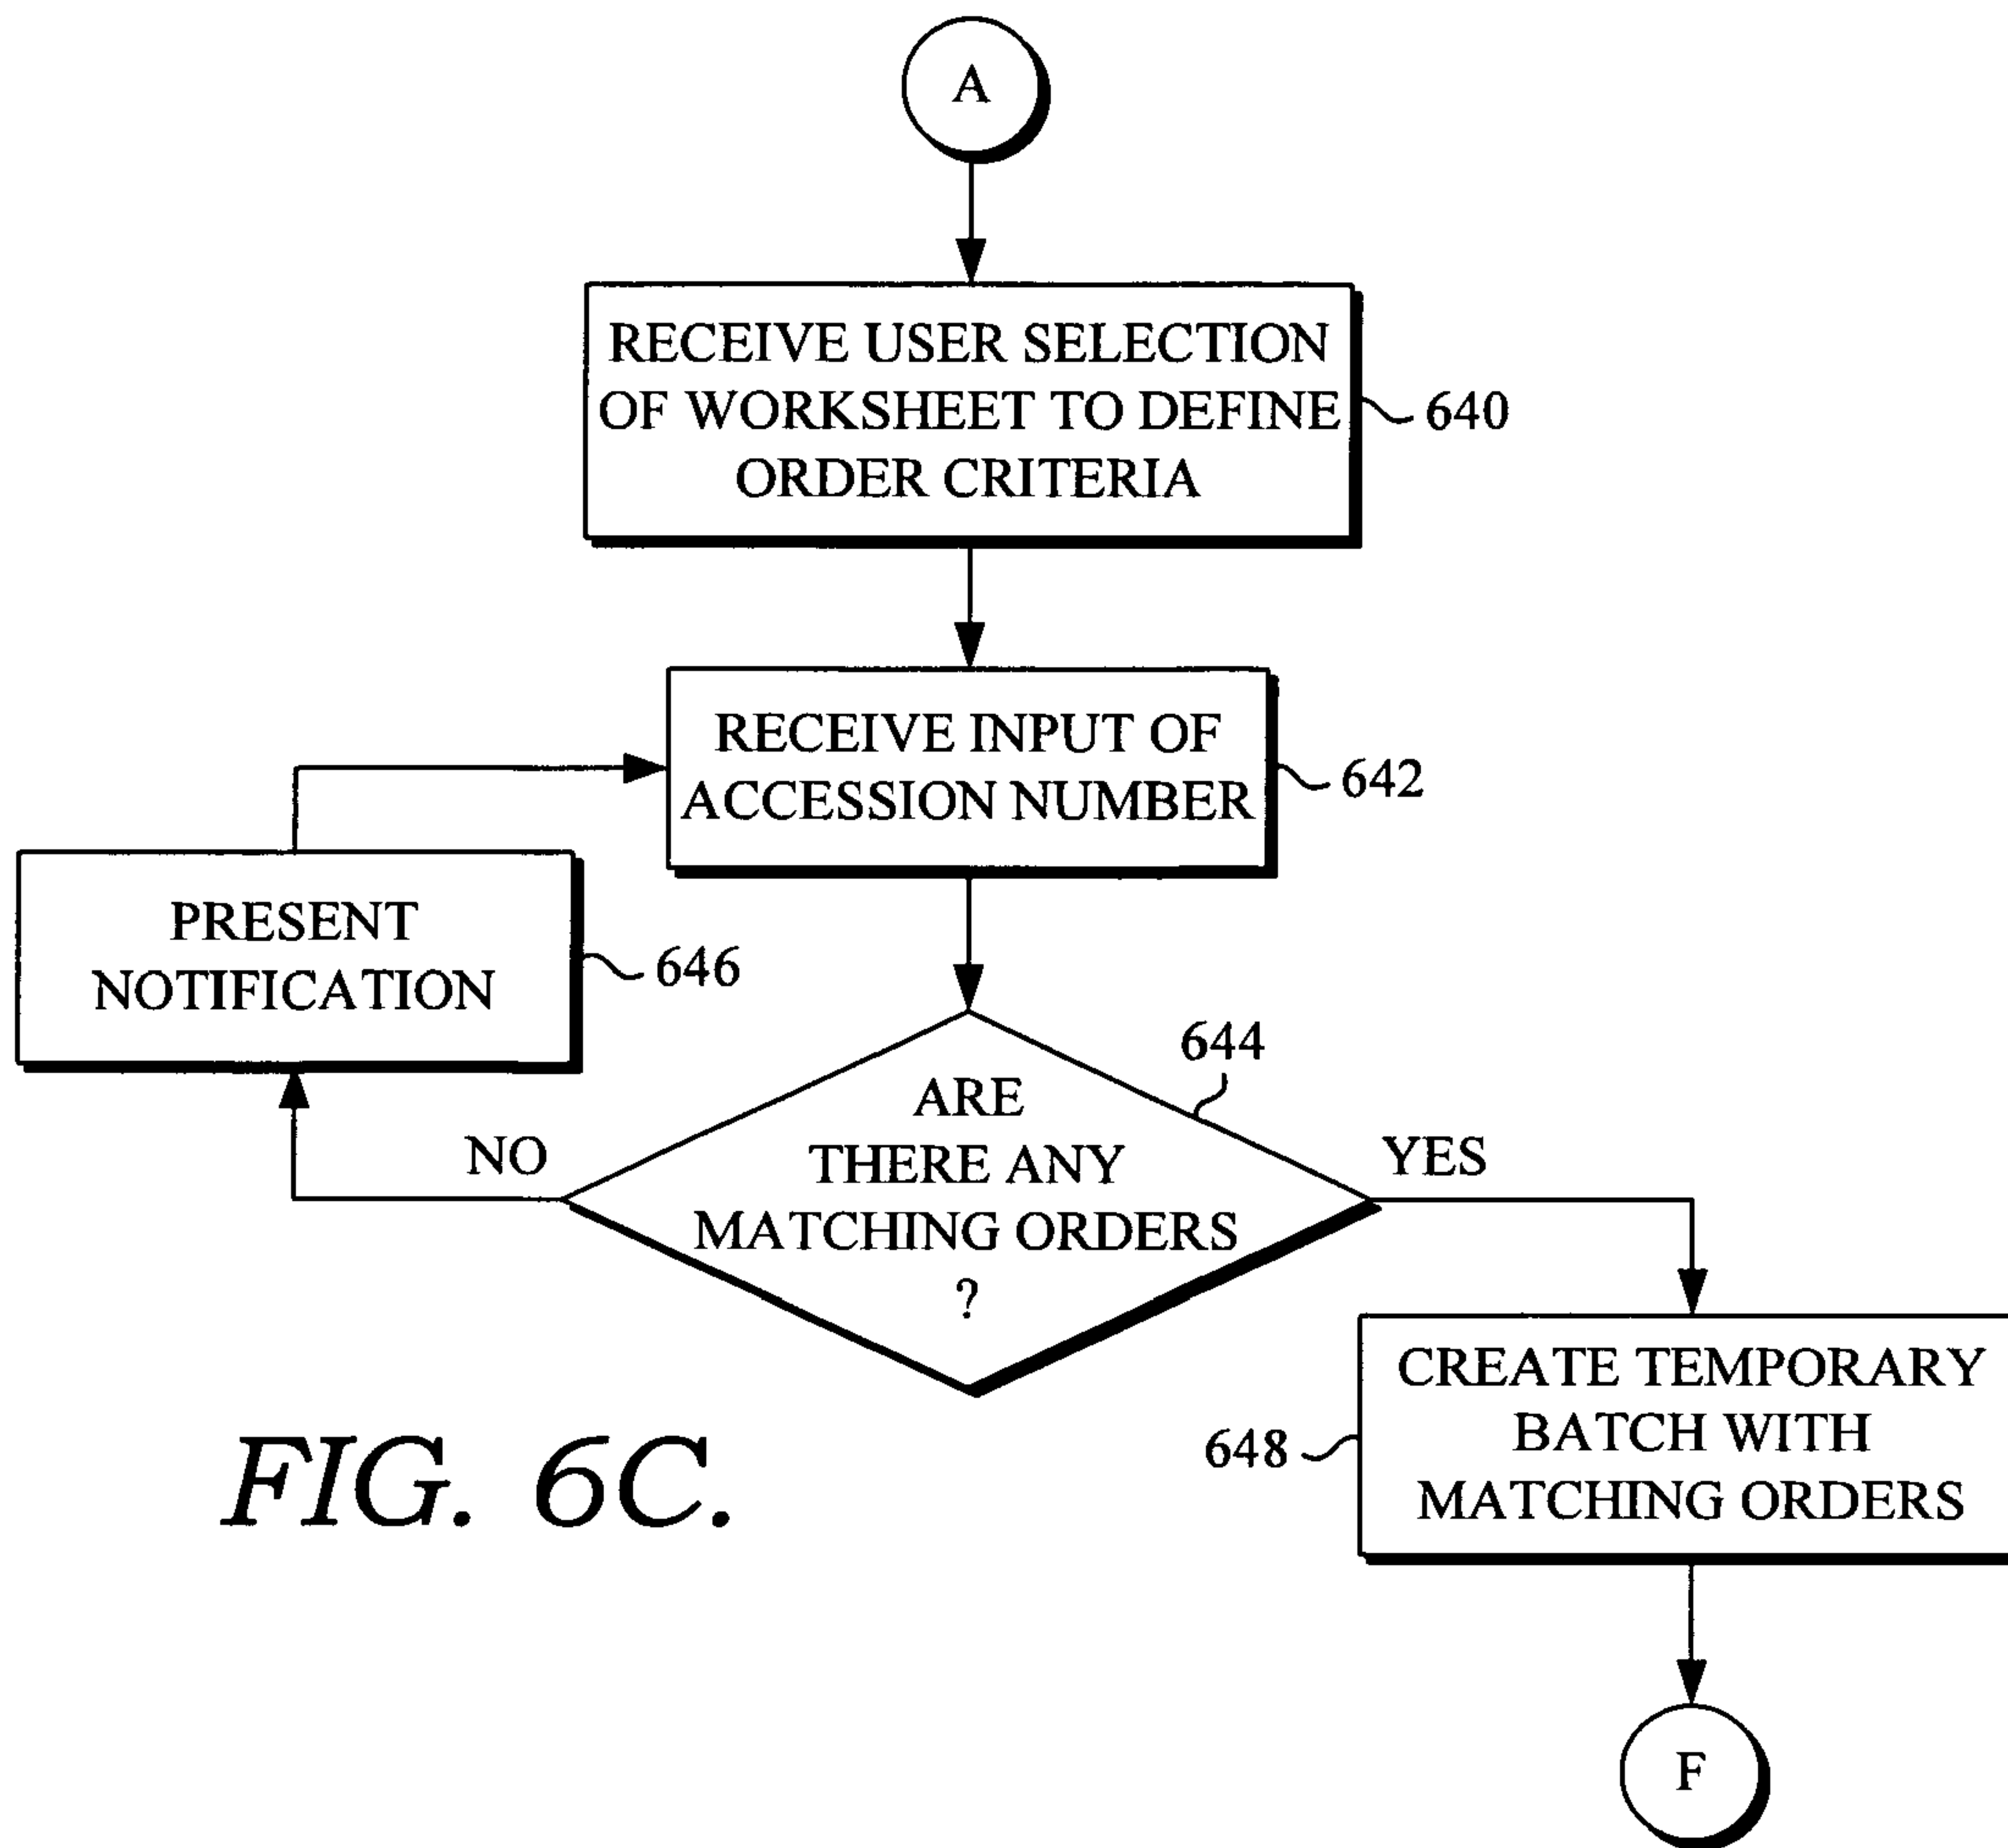 A
RECEIVE USER SELECTION
OF WORKSHEET TO DEFINE
ORDER CRITERIA
640
RECEIVE INPUT OF
ACCESSION NUMBER
642
PRESENT
NOTIFICATION
646
644
ARE
THERE ANY
MATCHING ORDERS
?
NO
YES
CREATE TEMPORARY
BATCH WITH
MATCHING ORDERS
648
FIG. 6C.
F